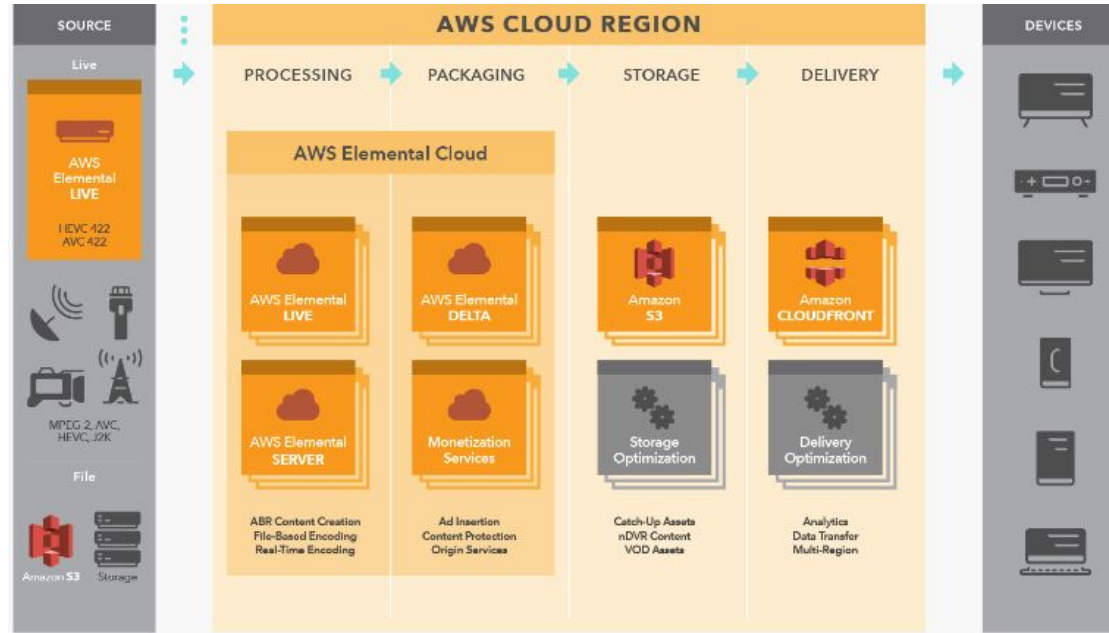 SOURCE
Live
AWS
Elemental
LIVE
HEVC 422
AVC 422
MPEG 2, AVC,
HEVC, J2K
File
Amazon S3
Storage
AWS CLOUD REGION
PROCESSING
PACKAGING
STORAGE
DELIVERY
AWS Elemental Cloud
AWS Elemental
LIVE
AWS Elemental
DELTA
Amazon
S3
Amazon
CLOUDFRONT
AWS Elemental
SERVER
Monetization
Services
Storage
Optimization
Delivery
Optimization
ABR Content Creation
File-Based Encoding
Real-Time Encoding
Ad Insertion
Content Protection
Origin Services
Catch-Up Assets
nDVR Content
VOD Assets
Analytics
Data Transfer
Multi-Region
DEVICES